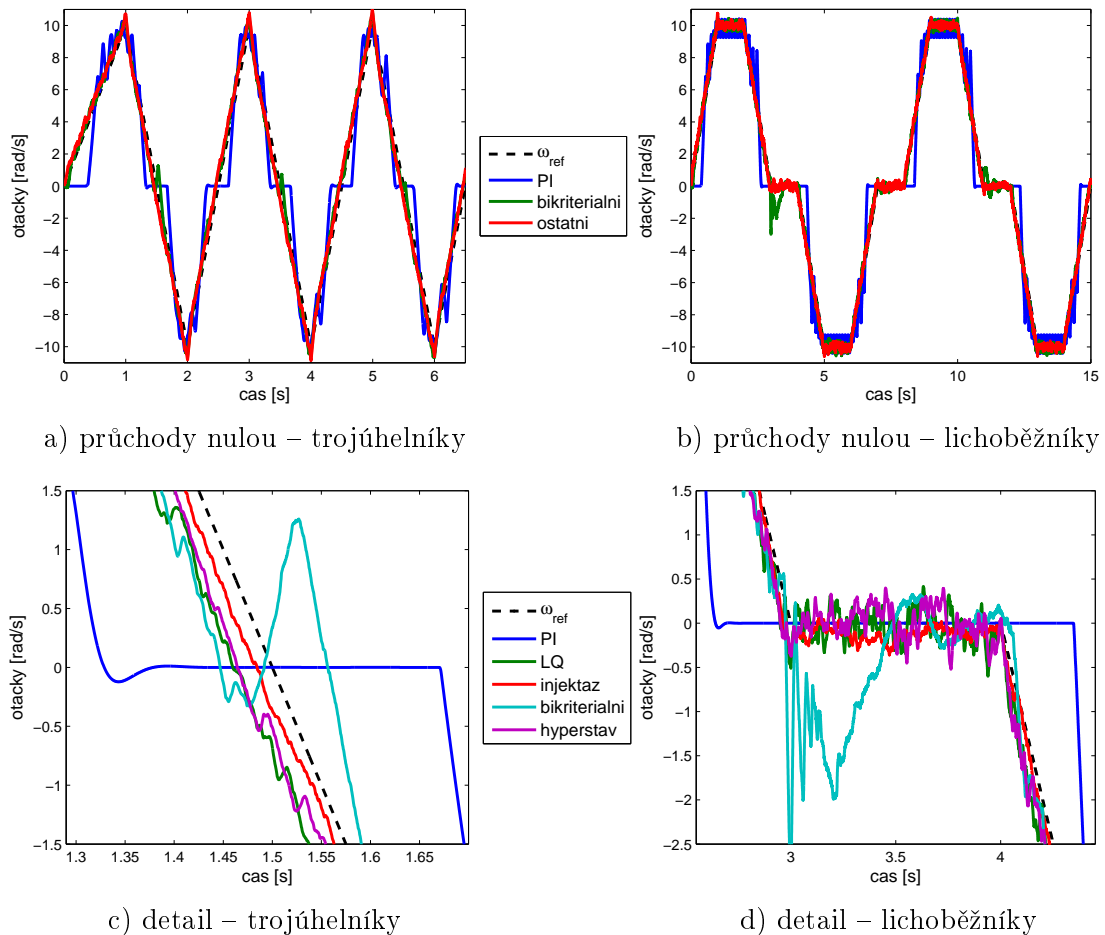 10
8
6
4
2
0
−2
−4
−6
−8
−10
otacky [rad/s]
0 1 2 3 4 5 6
cas [s]
ω_ref
PI
bikriterialni
ostatni
10
8
6
4
2
0
−2
−4
−6
−8
−10
otacky [rad/s]
0 5 10 15
cas [s]
a) průchody nulou – trojúhelníky
b) průchody nulou – lichoběžníky
1.5
1
0.5
0
−0.5
−1
−1.5
otacky [rad/s]
1.3 1.35 1.4 1.45 1.5 1.55 1.6 1.65
cas [s]
ω_ref
PI
LQ
injektaz
bikriterialni
hyperstav
1.5
1
0.5
0
−0.5
−1
−1.5
−2
−2.5
otacky [rad/s]
3 3.5 4
cas [s]
c) detail – trojúhelníky
d) detail – lichoběžníky